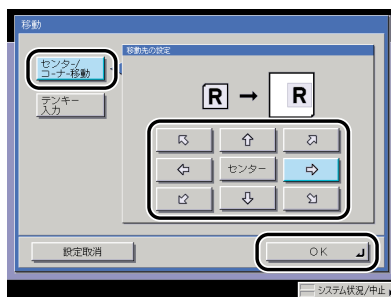 移動
移動先の設定
センター/
コーナー移動
テンキー
入力
R → R
センター
設定取消
OK
システム状況/中止